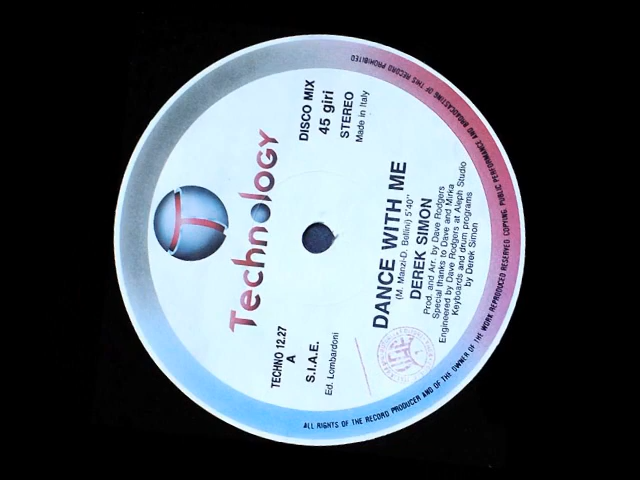 Technology
DISCO MIX
45 giri
STEREO
Made in Italy
TECHNO 12.27
A
S.I.A.E.
Ed. Lombardoni
DANCE WITH ME
(M. Manzi-D. Bellini) 5'40"
DEREK SIMON
Prod. and Arr. by Dave Rodgers
Special thanks to Dave and Mirka
Engineered by Dave Rodgers at Aleph Studio
Keyboards and drum programs
by Derek Simon
ALL RIGHTS OF THE RECORD PRODUCER AND OF THE OWNER OF THE WORK REPRODUCED RESERVED COPYING PUBLIC PERFORMANCE AND BROADCASTING OF THIS RECORD PROHIBITED